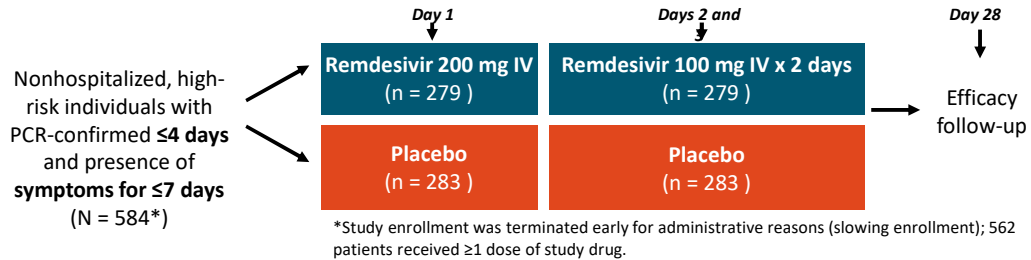 Day 1
Days 2 and
3
Day 28
Nonhospitalized, high-
risk individuals with
PCR-confirmed ≤4 days
and presence of
symptoms for ≤7 days
(N = 584*)
Remdesivir 200 mg IV
(n = 279 )
Remdesivir 100 mg IV x 2 days
(n = 279 )
Placebo
(n = 283 )
Placebo
(n = 283 )
Efficacy
follow-up
*Study enrollment was terminated early for administrative reasons (slowing enrollment); 562
patients received ≥1 dose of study drug.